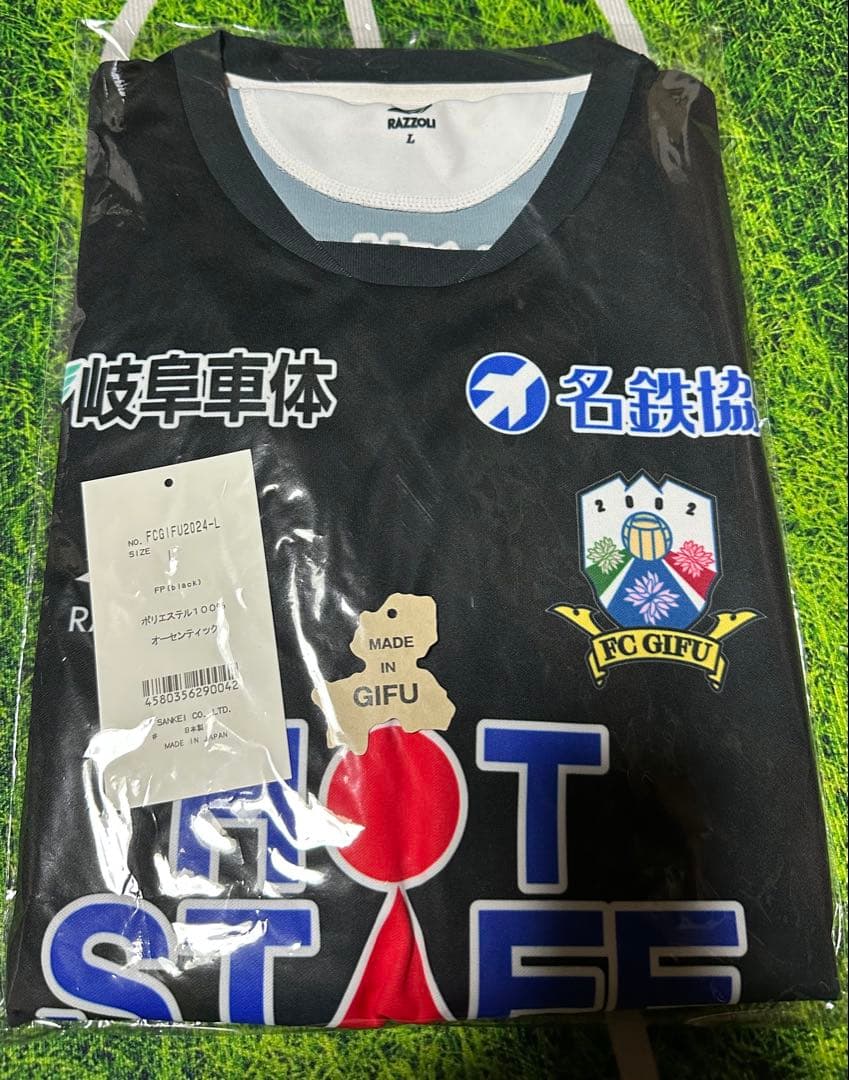 RAZZOLI
L
岐阜車体
名鉄協
2002
FC GIFU
NO. FCGIFU2024-L
SIZE L
FP(black)
ポリエステル100%
オーセンティック
4580356290042
SANKEI CO., LTD.
日本製
MADE IN JAPAN
RA
MADE
IN
GIFU
HOT
STAFF